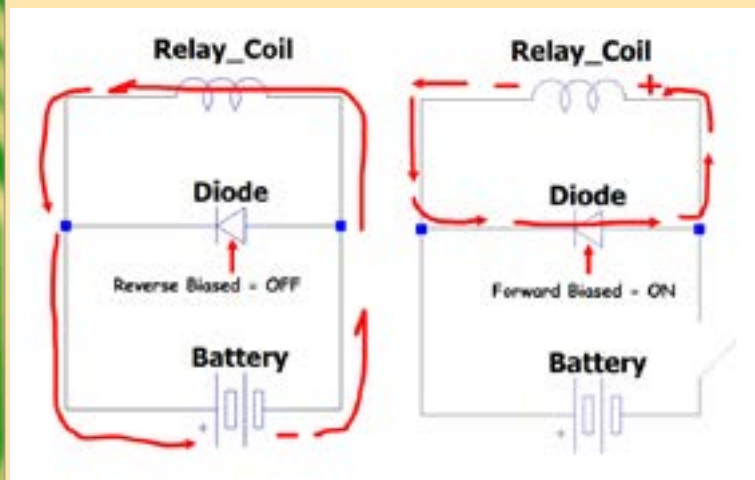 Relay_Coil
Diode
Reverse Biased - OFF
Battery
+
Relay_Coil
- +
Diode
Forward Biased - ON
Battery
+